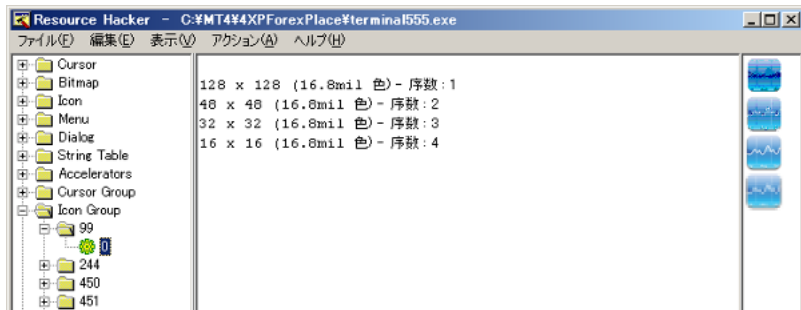 Resource Hacker - C:¥MT4¥4XPForexPlace¥terminal555.exe
ファイル(F) 編集(E) 表示(V) アクション(A) ヘルプ(H)
Cursor
Bitmap
Icon
Menu
Dialog
String Table
Accelerators
Cursor Group
Icon Group
99
0
244
450
451
128 x 128 (16.8mil 色) - 序数:1
48 x 48 (16.8mil 色) - 序数:2
32 x 32 (16.8mil 色) - 序数:3
16 x 16 (16.8mil 色) - 序数:4